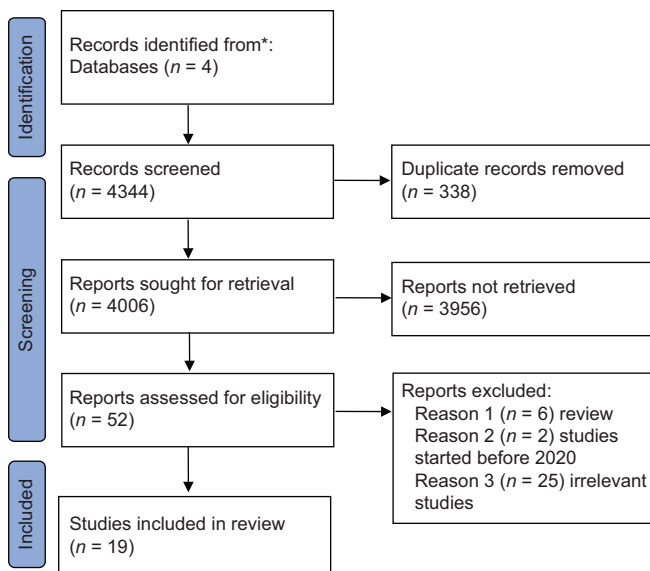 Identification
Records identified from*:
Databases (n = 4)
Records screened
(n = 4344)
Duplicate records removed
(n = 338)
Screening
Reports sought for retrieval
(n = 4006)
Reports not retrieved
(n = 3956)
Reports assessed for eligibility
(n = 52)
Reports excluded:
Reason 1 (n = 6) review
Reason 2 (n = 2) studies
started before 2020
Reason 3 (n = 25) irrelevant
studies
Included
Studies included in review
(n = 19)